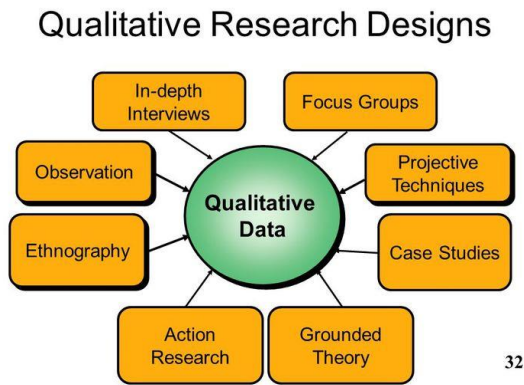 Qualitative Research Designs
In-depth
Interviews
Focus Groups
Observation
Projective
Techniques
Qualitative
Data
Ethnography
Case Studies
Action
Research
Grounded
Theory
32